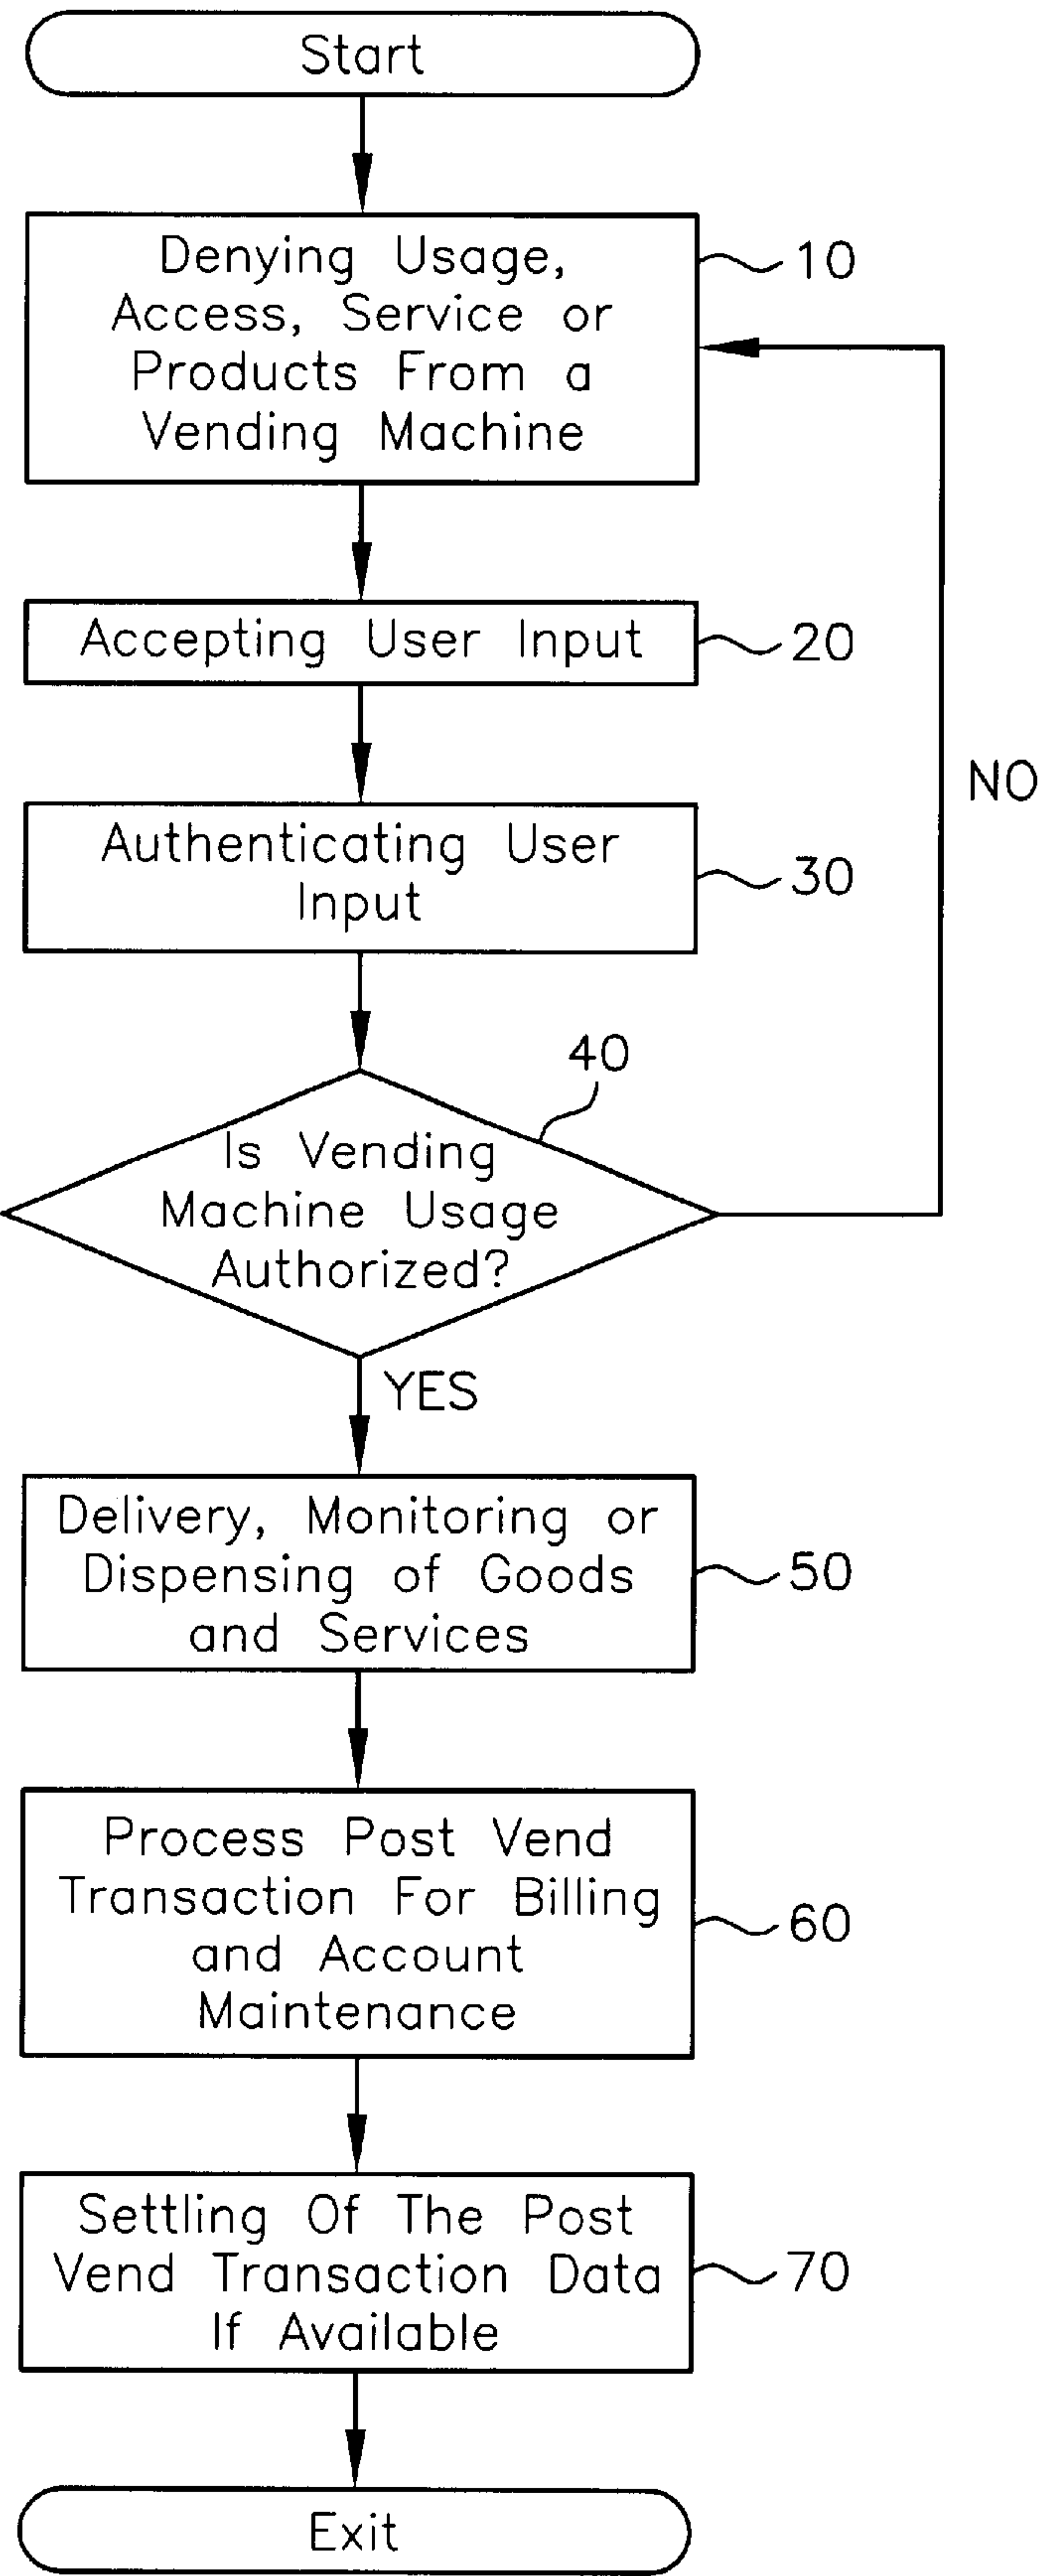 Start
Denying Usage,
Access, Service or
Products From a
Vending Machine
10
Accepting User Input
20
NO
Authenticating User
Input
30
40
Is Vending
Machine Usage
Authorized?
YES
Delivery, Monitoring or
Dispensing of Goods
and Services
50
Process Post Vend
Transaction For Billing
and Account
Maintenance
60
Settling Of The Post
Vend Transaction Data
If Available
70
Exit